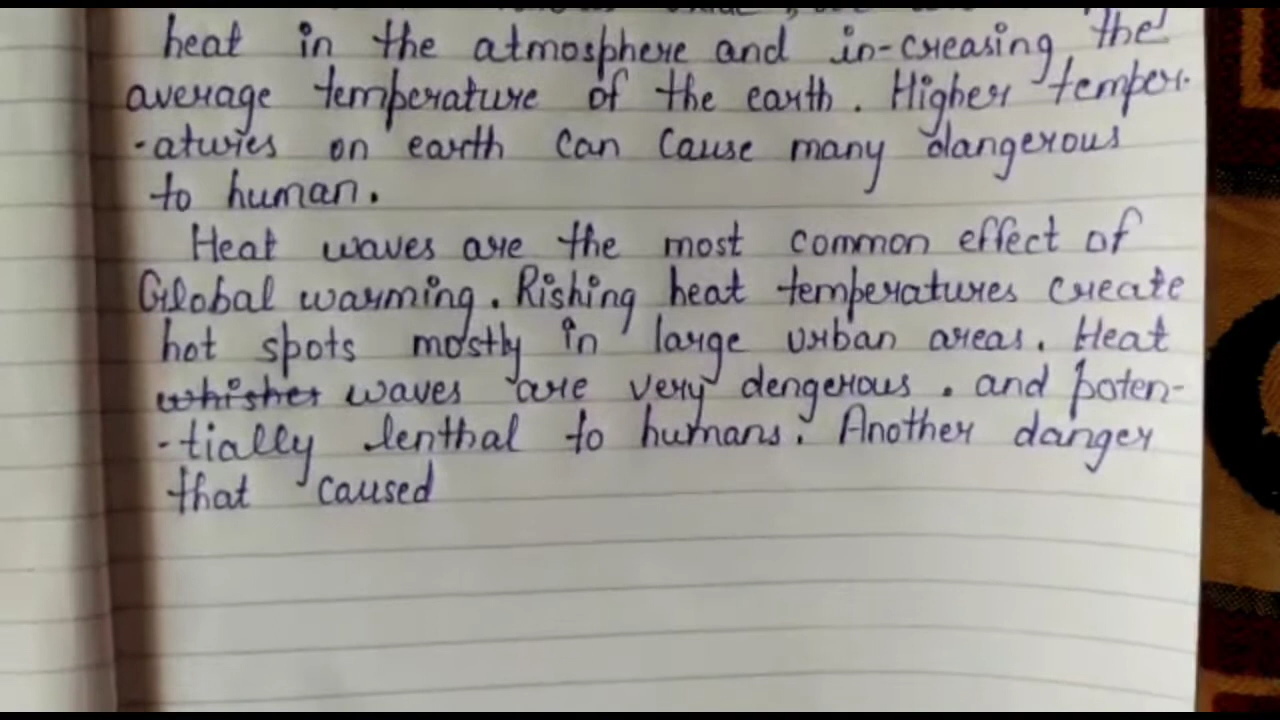 heat in the atmosphere and in-creasing the
average temperature of the earth. Higher temper-
-aturies on earth can cause many dangerous
to human.
Heat waves are the most common effect of
Global warming. Rishing heat temperatures create
hot spots mostly in large urban areas. Heat
whisher waves are very dengerous. and poten-
-tially lenthal to humans. Another danger
that caused